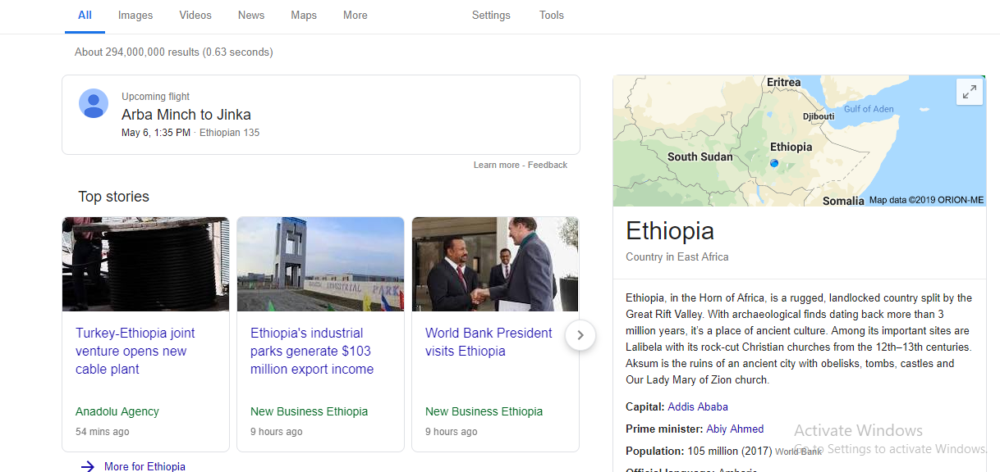 All Images Videos News Maps More Settings Tools
About 294,000,000 results (0.63 seconds)
Upcoming flight
Arba Minch to Jinka
May 6, 1:35 PM · Ethiopian 135
Learn more - Feedback
Top stories
INDUSTRIAL PARK
Turkey-Ethiopia joint
venture opens new
cable plant
Anadolu Agency
54 mins ago
Ethiopia's industrial
parks generate $103
million export income
New Business Ethiopia
9 hours ago
World Bank President
visits Ethiopia
New Business Ethiopia
9 hours ago
More for Ethiopia
Eritrea
Gulf of Aden
Djibouti
Ethiopia
South Sudan
Somalia
Map data ©2019 ORION-ME
Ethiopia
Country in East Africa
Ethiopia, in the Horn of Africa, is a rugged, landlocked country split by the
Great Rift Valley. With archaeological finds dating back more than 3
million years, it's a place of ancient culture. Among its important sites are
Lalibela with its rock-cut Christian churches from the 12th–13th centuries.
Aksum is the ruins of an ancient city with obelisks, tombs, castles and
Our Lady Mary of Zion church.
Capital: Addis Ababa
Prime minister: Abiy Ahmed
Population: 105 million (2017) World Bank
Official language: Amharic
Activate Windows
Go to Settings to activate Windows.